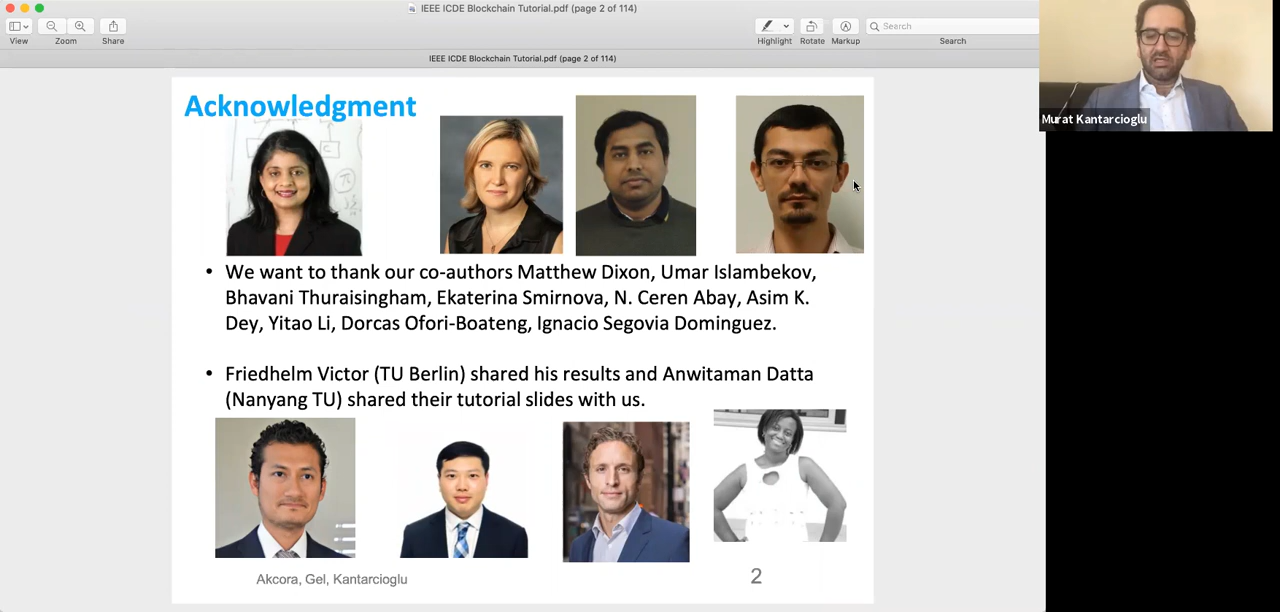 IEEE ICDE Blockchain Tutorial.pdf (page 2 of 114)
View
Zoom
Share
Highlight
Rotate
Markup
Search
Search
IEEE ICDE Blockchain Tutorial.pdf (page 2 of 114)
Murat Kantarcioglu
Acknowledgment
• We want to thank our co-authors Matthew Dixon, Umar Islambekov,
Bhavani Thuraisingham, Ekaterina Smirnova, N. Ceren Abay, Asim K.
Dey, Yitao Li, Dorcas Ofori-Boateng, Ignacio Segovia Dominguez.
• Friedhelm Victor (TU Berlin) shared his results and Anwitaman Datta
(Nanyang TU) shared their tutorial slides with us.
Akcora, Gel, Kantarcioglu
2